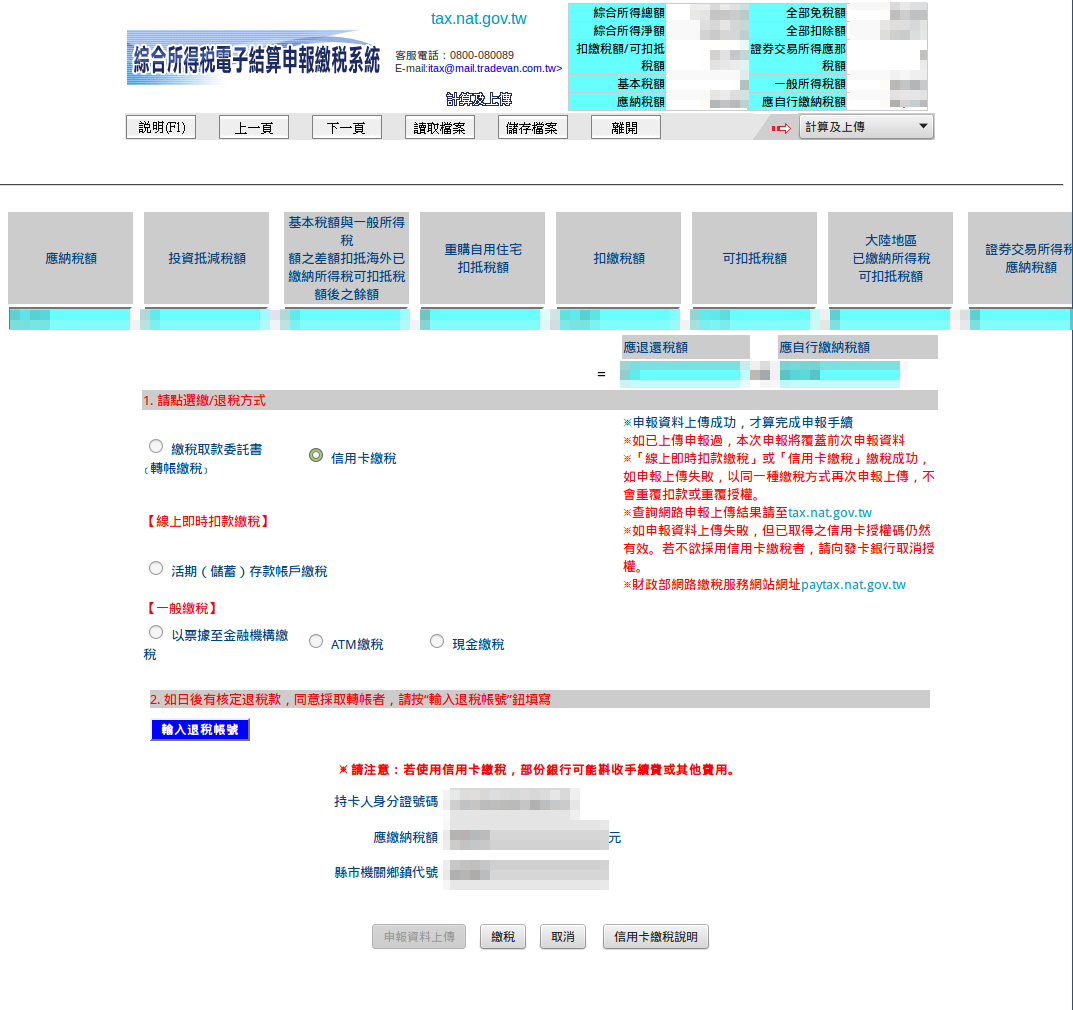 tax.nat.gov.tw
綜合所得稅電子結算申報繳稅系統
客服電話：0800-080089
E-mail:itax@mail.tradevan.com.tw>
計算及上傳
綜合所得總額 全部免稅額
綜合所得淨額 全部扣除額
扣繳稅額/可扣抵
稅額
證券交易所得應那
稅額
基本稅額 一般所得稅額
應納稅額 應自行繳納稅額
說明(F1) 上一頁 下一頁 讀取檔案 儲存檔案 離開 計算及上傳
應納稅額
投資抵減稅額
基本稅額與一般所得
稅
額之差額扣抵海外已
繳納所得稅可扣抵稅
額後之餘額
重購自用住宅
扣抵稅額
扣繳稅額
可扣抵稅額
大陸地區
已繳納所得稅
可扣抵稅額
證券交易所得稅
應納稅額
應退還稅額 應自行繳納稅額
=
1. 請點選繳/退稅方式
繳稅取款委託書
﹝轉帳繳稅﹞
信用卡繳稅
【線上即時扣款繳稅】
活期（儲蓄）存款帳戶繳稅
【一般繳稅】
以票據至金融機構繳
稅
ATM繳稅
現金繳稅
※申報資料上傳成功，才算完成申報手續
※如已上傳申報過，本次申報將覆蓋前次申報資料
※「線上即時扣款繳稅」或「信用卡繳稅」繳稅成功，
如申報上傳失敗，以同一種繳稅方式再次申報上傳，不
會重覆扣款或重覆授權。
※查詢網路申報上傳結果請至tax.nat.gov.tw
※如申報資料上傳失敗，但已取得之信用卡授權碼仍然
有效。若不欲採用信用卡繳稅者，請向發卡銀行取消授
權。
※財政部網路繳稅服務網站網址paytax.nat.gov.tw
2. 如日後有核定退稅款，同意採取轉帳者，請按“輸入退稅帳號”鈕填寫
輸入退稅帳號
※請注意：若使用信用卡繳稅，部份銀行可能斟收手續費或其他費用。
持卡人身分證號碼
應繳納稅額 元
縣市機關鄉鎮代號
申報資料上傳 繳稅 取消 信用卡繳稅說明